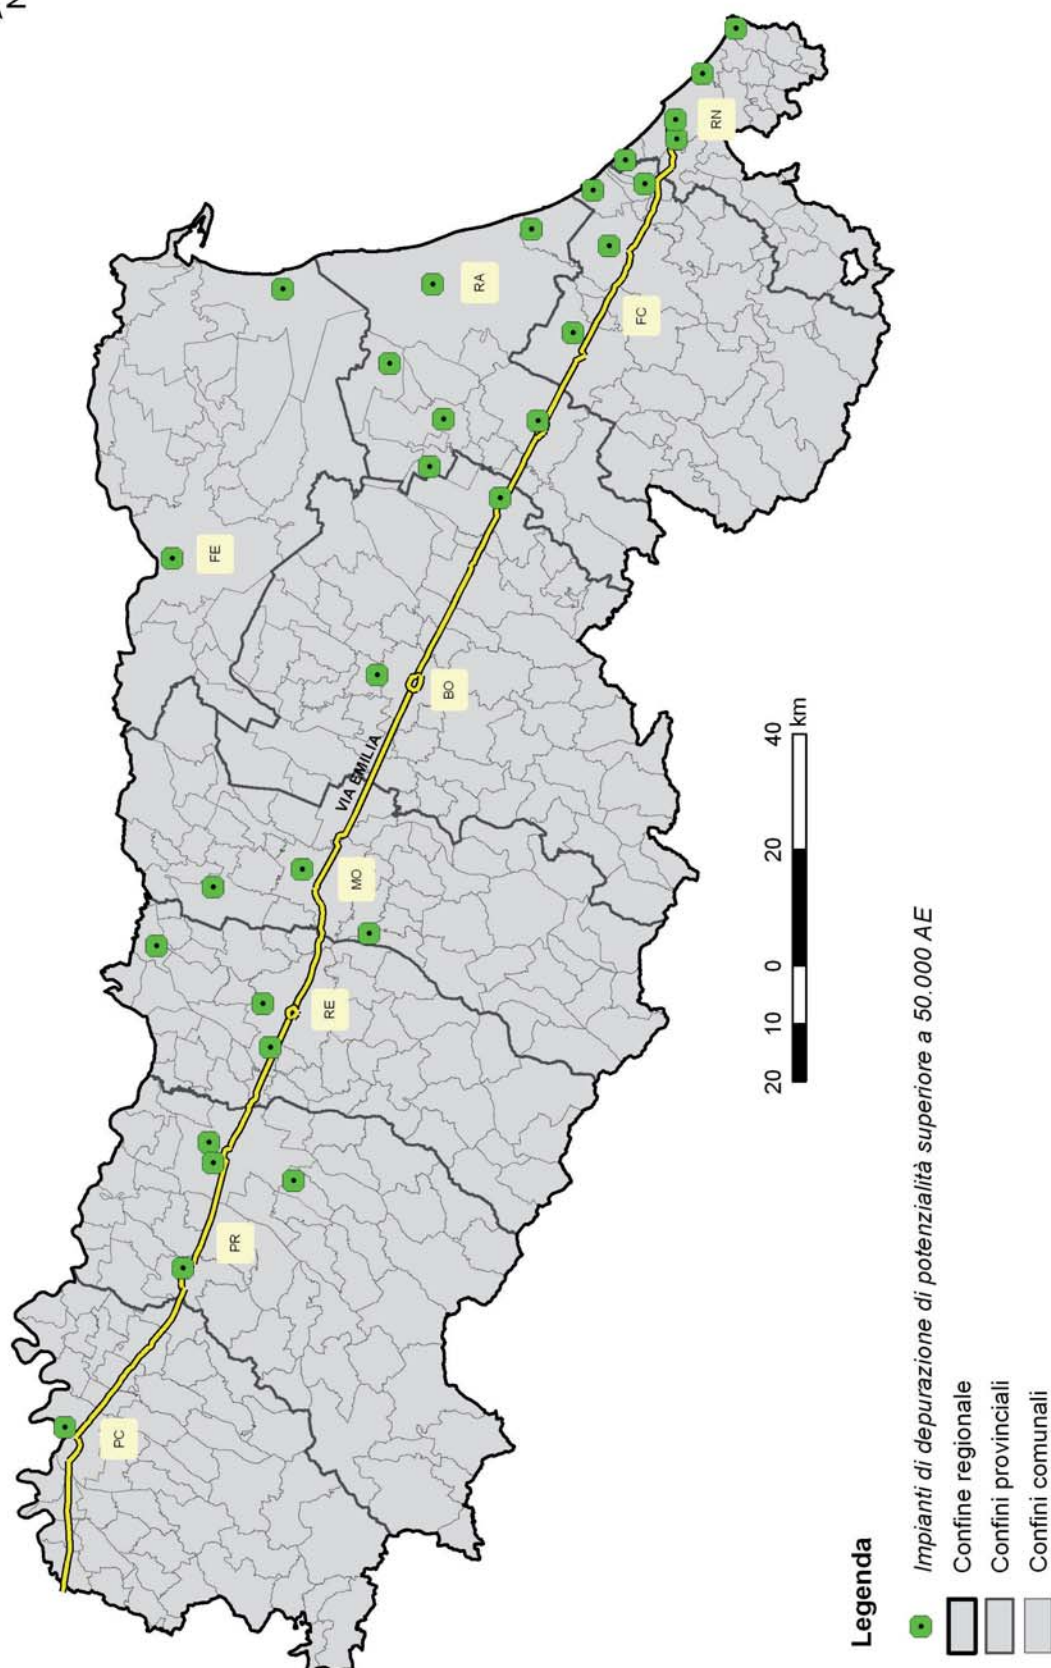 N
PC
PR
RE
MO
VIA EMILIA
BO
FE
RA
FC
RN
20 10 0 20 40
km
Legenda
Impianti di depurazione di potenzialità superiore a 50.000 AE
Confine regionale
Confini provinciali
Confini comunali